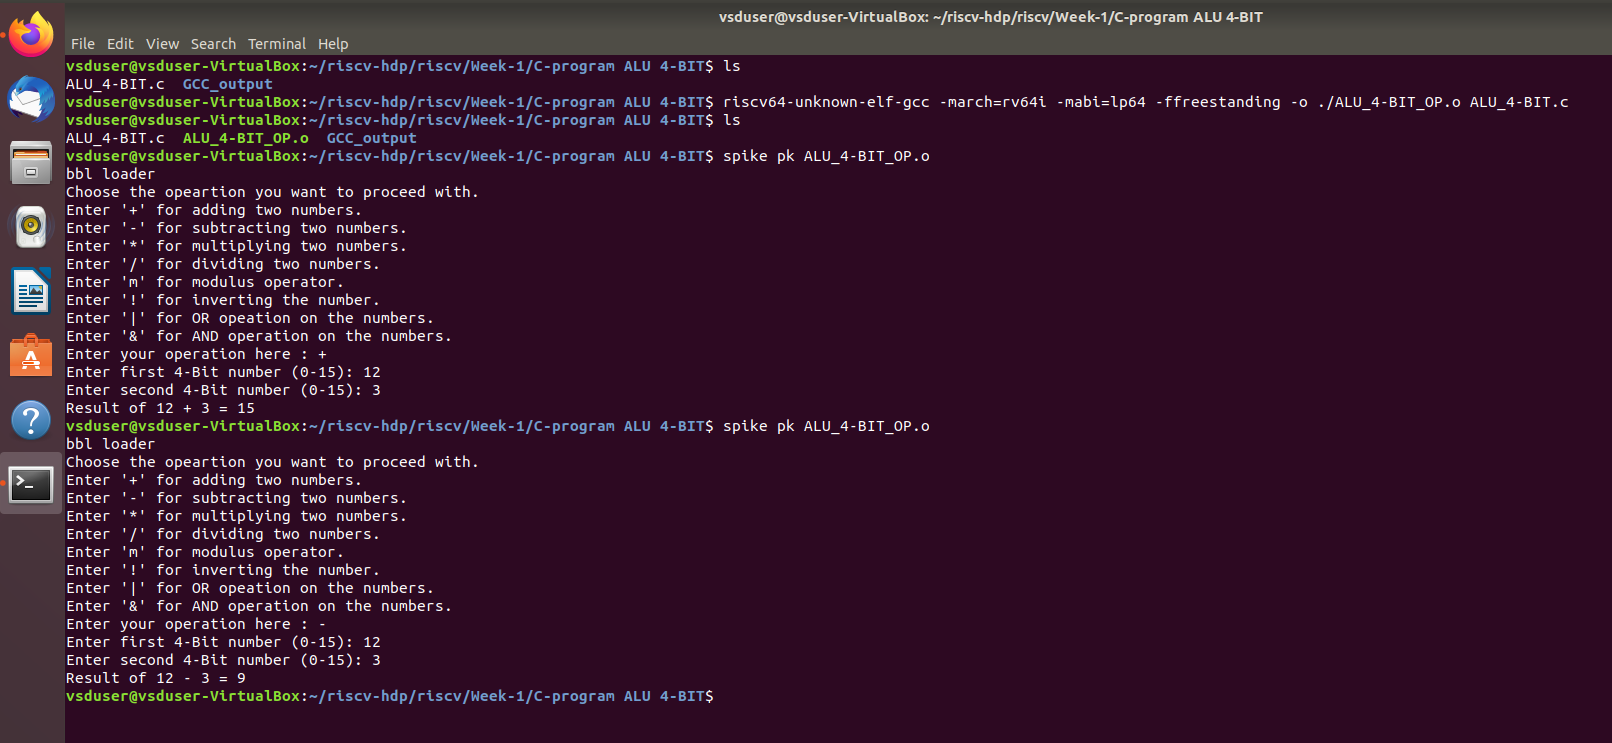 vsduser@vsduser-VirtualBox: ~/riscv-hdp/riscv/Week-1/C-program ALU 4-BIT
File Edit View Search Terminal Help
vsduser@vsduser-VirtualBox:~/riscv-hdp/riscv/Week-1/C-program ALU 4-BIT$ ls
ALU_4-BIT.c  GCC_output
vsduser@vsduser-VirtualBox:~/riscv-hdp/riscv/Week-1/C-program ALU 4-BIT$ riscv64-unknown-elf-gcc -march=rv64i -mabi=lp64 -ffreestanding -o ./ALU_4-BIT_OP.o ALU_4-BIT.c
vsduser@vsduser-VirtualBox:~/riscv-hdp/riscv/Week-1/C-program ALU 4-BIT$ ls
ALU_4-BIT.c  ALU_4-BIT_OP.o  GCC_output
vsduser@vsduser-VirtualBox:~/riscv-hdp/riscv/Week-1/C-program ALU 4-BIT$ spike pk ALU_4-BIT_OP.o
bbl loader
Choose the opeartion you want to proceed with.
Enter '+' for adding two numbers.
Enter '-' for subtracting two numbers.
Enter '*' for multiplying two numbers.
Enter '/' for dividing two numbers.
Enter 'm' for modulus operator.
Enter '!' for inverting the number.
Enter '|' for OR opeation on the numbers.
Enter '&' for AND operation on the numbers.
Enter your operation here : +
Enter first 4-Bit number (0-15): 12
Enter second 4-Bit number (0-15): 3
Result of 12 + 3 = 15
vsduser@vsduser-VirtualBox:~/riscv-hdp/riscv/Week-1/C-program ALU 4-BIT$ spike pk ALU_4-BIT_OP.o
bbl loader
Choose the opeartion you want to proceed with.
Enter '+' for adding two numbers.
Enter '-' for subtracting two numbers.
Enter '*' for multiplying two numbers.
Enter '/' for dividing two numbers.
Enter 'm' for modulus operator.
Enter '!' for inverting the number.
Enter '|' for OR opeation on the numbers.
Enter '&' for AND operation on the numbers.
Enter your operation here : -
Enter first 4-Bit number (0-15): 12
Enter second 4-Bit number (0-15): 3
Result of 12 - 3 = 9
vsduser@vsduser-VirtualBox:~/riscv-hdp/riscv/Week-1/C-program ALU 4-BIT$